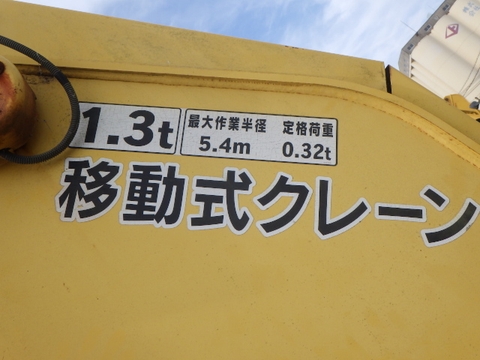 1.3t
最大作業半径 定格荷重
5.4m 0.32t
移動式クレーン